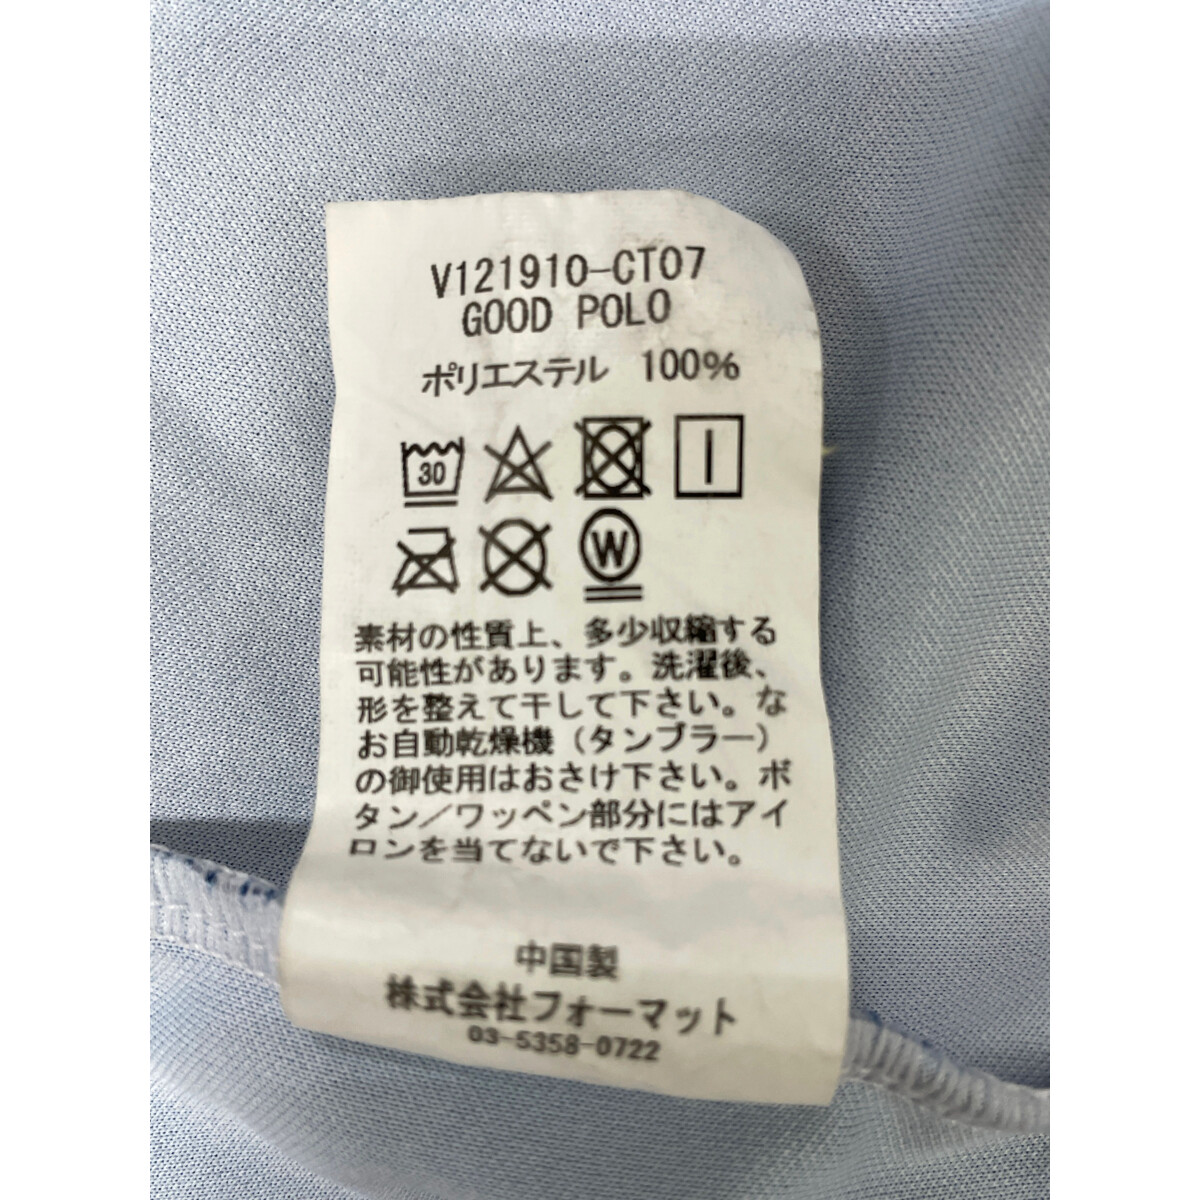 V121910-CT07
GOOD POLO
ポリエステル 100%
30
W
素材の性質上、多少収縮する
可能性があります。洗濯後、
形を整えて干して下さい。な
お自動乾燥機（タンブラー）
の御使用はおさけ下さい。ボ
タン／ワッペン部分にはアイ
ロンを当てないで下さい。
中国製
株式会社フォーマット
03-5358-0722